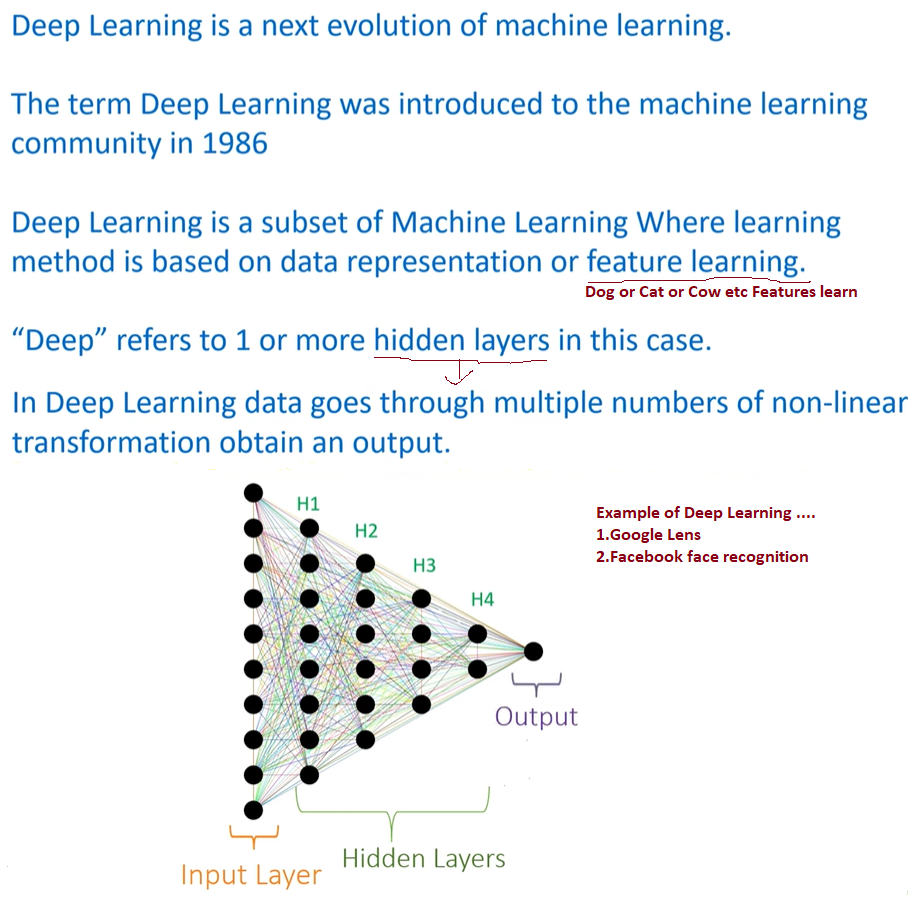 Deep Learning is a next evolution of machine learning.
The term Deep Learning was introduced to the machine learning
community in 1986
Deep Learning is a subset of Machine Learning Where learning
method is based on data representation or feature learning.
Dog or Cat or Cow etc Features learn
“Deep” refers to 1 or more hidden layers in this case.
In Deep Learning data goes through multiple numbers of non-linear
transformation obtain an output.
H1
H2
H3
H4
Example of Deep Learning ....
1.Google Lens
2.Facebook face recognition
Output
Hidden Layers
Input Layer